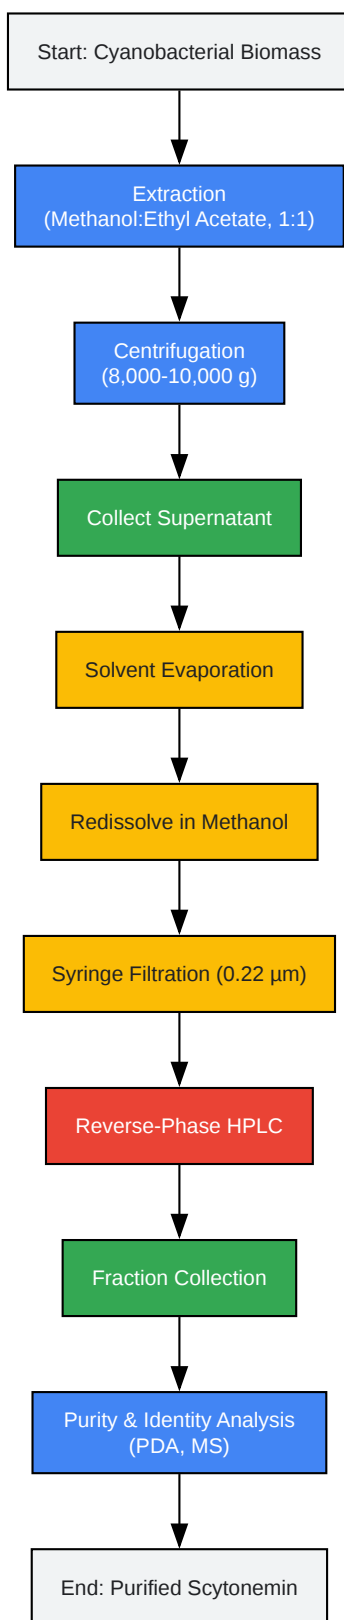 Start: Cyanobacterial Biomass
Extraction
(Methanol:Ethyl Acetate, 1:1)
Centrifugation
(8,000-10,000 g)
Collect Supernatant
Solvent Evaporation
Redissolve in Methanol
Syringe Filtration (0.22 µm)
Reverse-Phase HPLC
Fraction Collection
Purity & Identity Analysis
(PDA, MS)
End: Purified Scytonemin